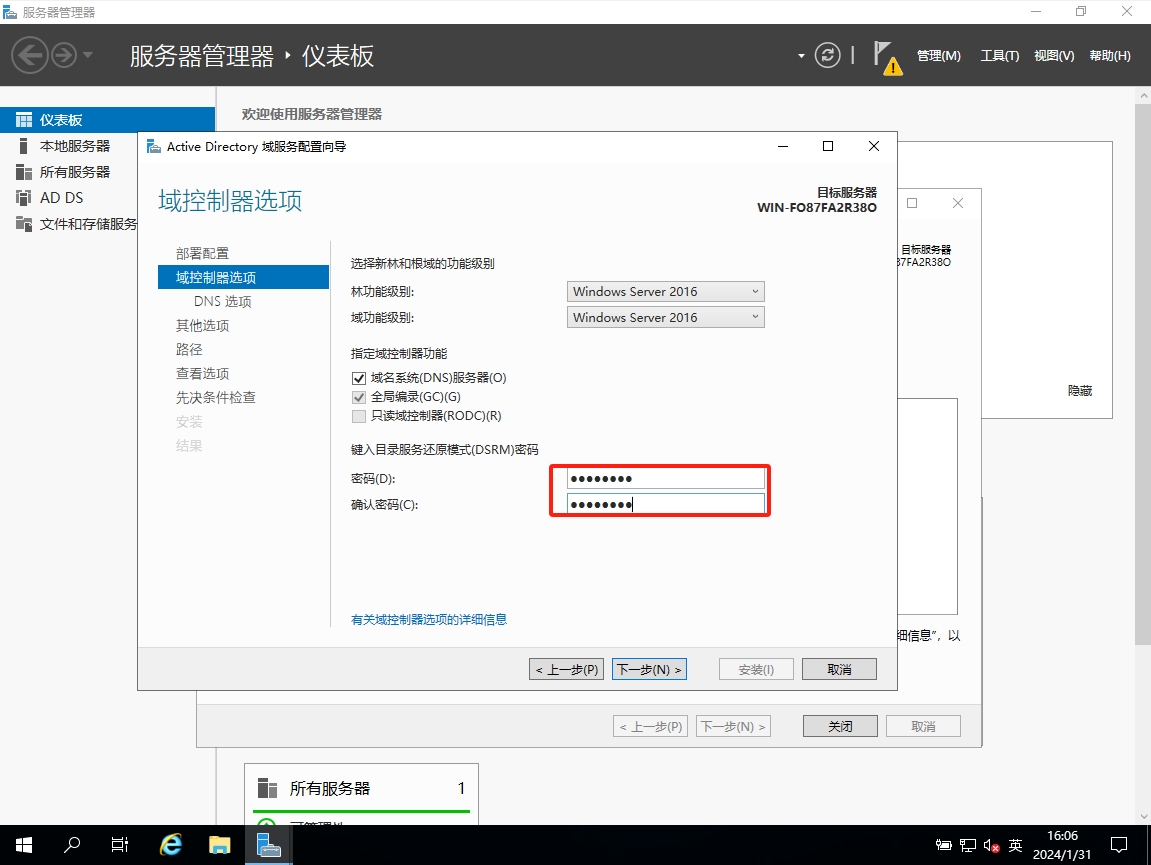 服务器管理器
服务器管理器 ‣ 仪表板
管理(M) 工具(T) 视图(V) 帮助(H)
仪表板
本地服务器
所有服务器
AD DS
文件和存储服务
欢迎使用服务器管理器
Active Directory 域服务配置向导
域控制器选项
目标服务器
WIN-FO87FA2R38O
部署配置
域控制器选项
DNS 选项
其他选项
路径
查看选项
先决条件检查
安装
结果
选择新林和根域的功能级别
林功能级别: Windows Server 2016
域功能级别: Windows Server 2016
指定域控制器功能
域名系统(DNS)服务器(O)
全局编录(GC)(G)
只读域控制器(RODC)(R)
键入目录服务还原模式(DSRM)密码
密码(D): ●●●●●●●●
确认密码(C): ●●●●●●●●
有关域控制器选项的详细信息
< 上一步(P) 下一步(N) > 安装(I) 取消
目标服务器
87FA2R38O
隐藏
细信息”，以
< 上一步(P) 下一步(N) > 关闭 取消
所有服务器 1
英
16:06
2024/1/31